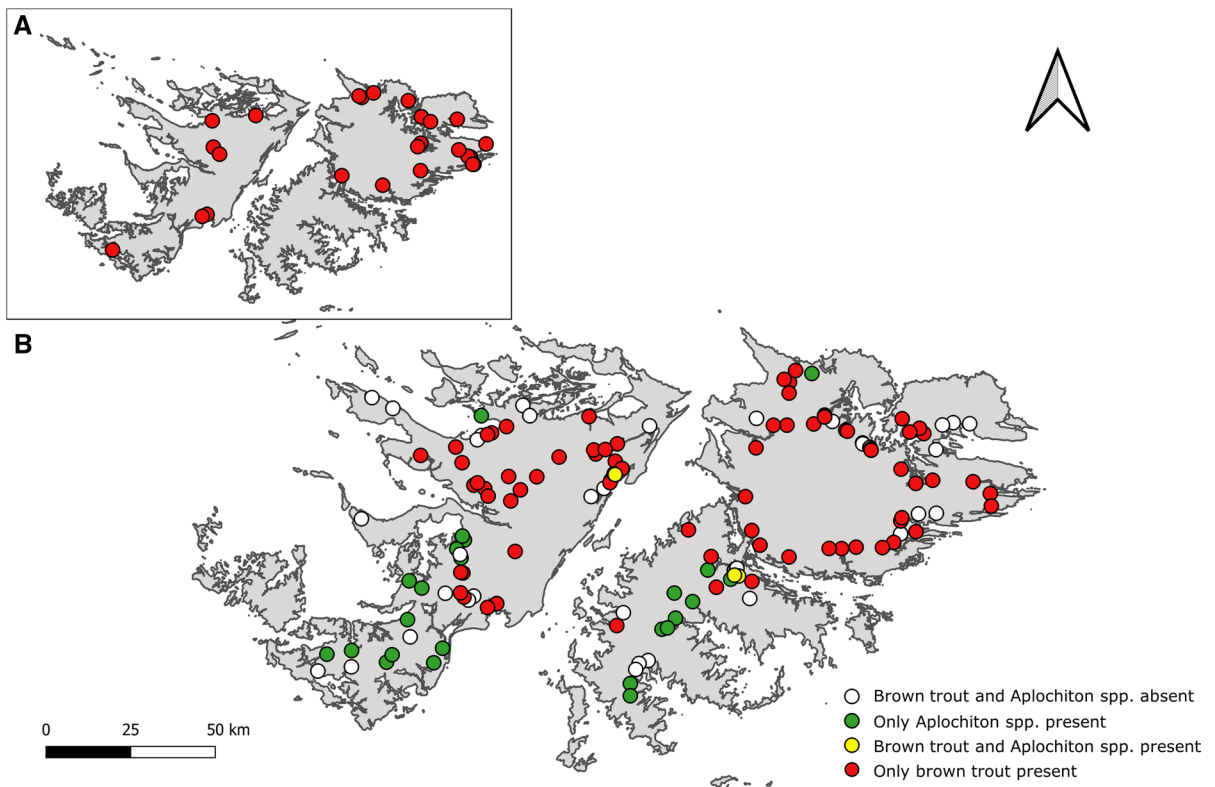 A
B
0 25 50 km
Brown trout and Aplochiton spp. absent
Only Aplochiton spp. present
Brown trout and Aplochiton spp. present
Only brown trout present